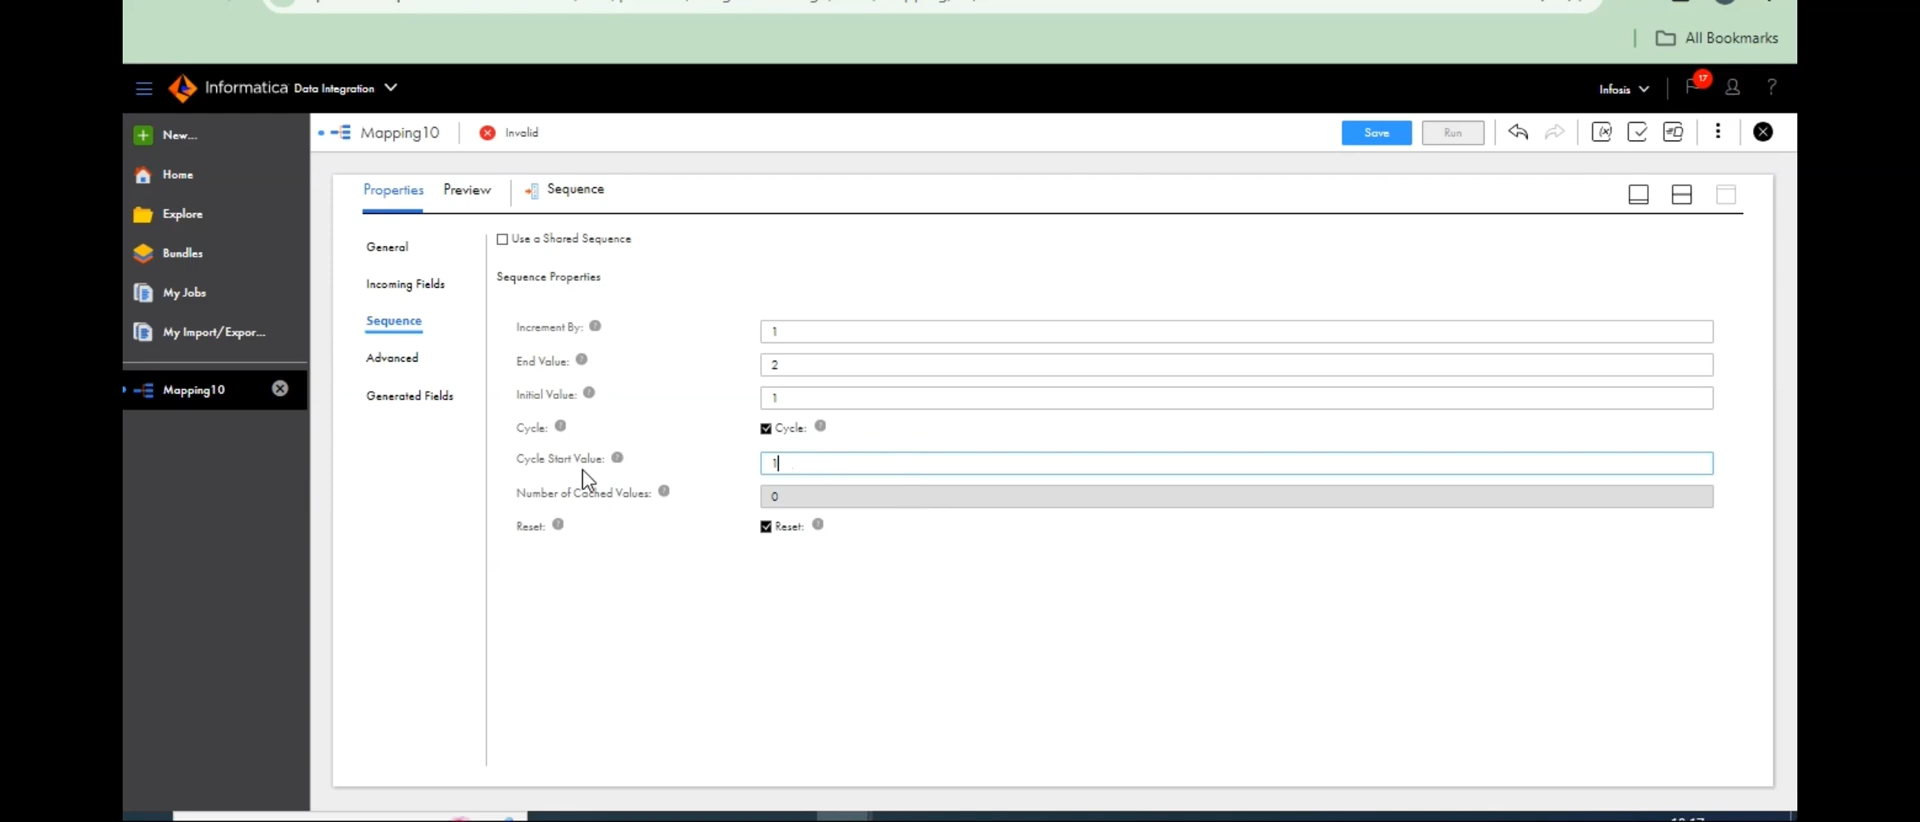 All Bookmarks
Informatica Data Integration
Infosis
17
?
New...
Mapping10
Invalid
Save
Run
Home
Explore
Bundles
My Jobs
My Import/Expor...
Mapping10
Properties
Preview
Sequence
General
Incoming Fields
Sequence
Advanced
Generated Fields
Use a Shared Sequence
Sequence Properties
Increment By: ? 1
End Value: ? 2
Initial Value: ? 1
Cycle: ? Cycle: ?
Cycle Start Value: ? 1
Number of Cached Values: ? 0
Reset: ? Reset: ?